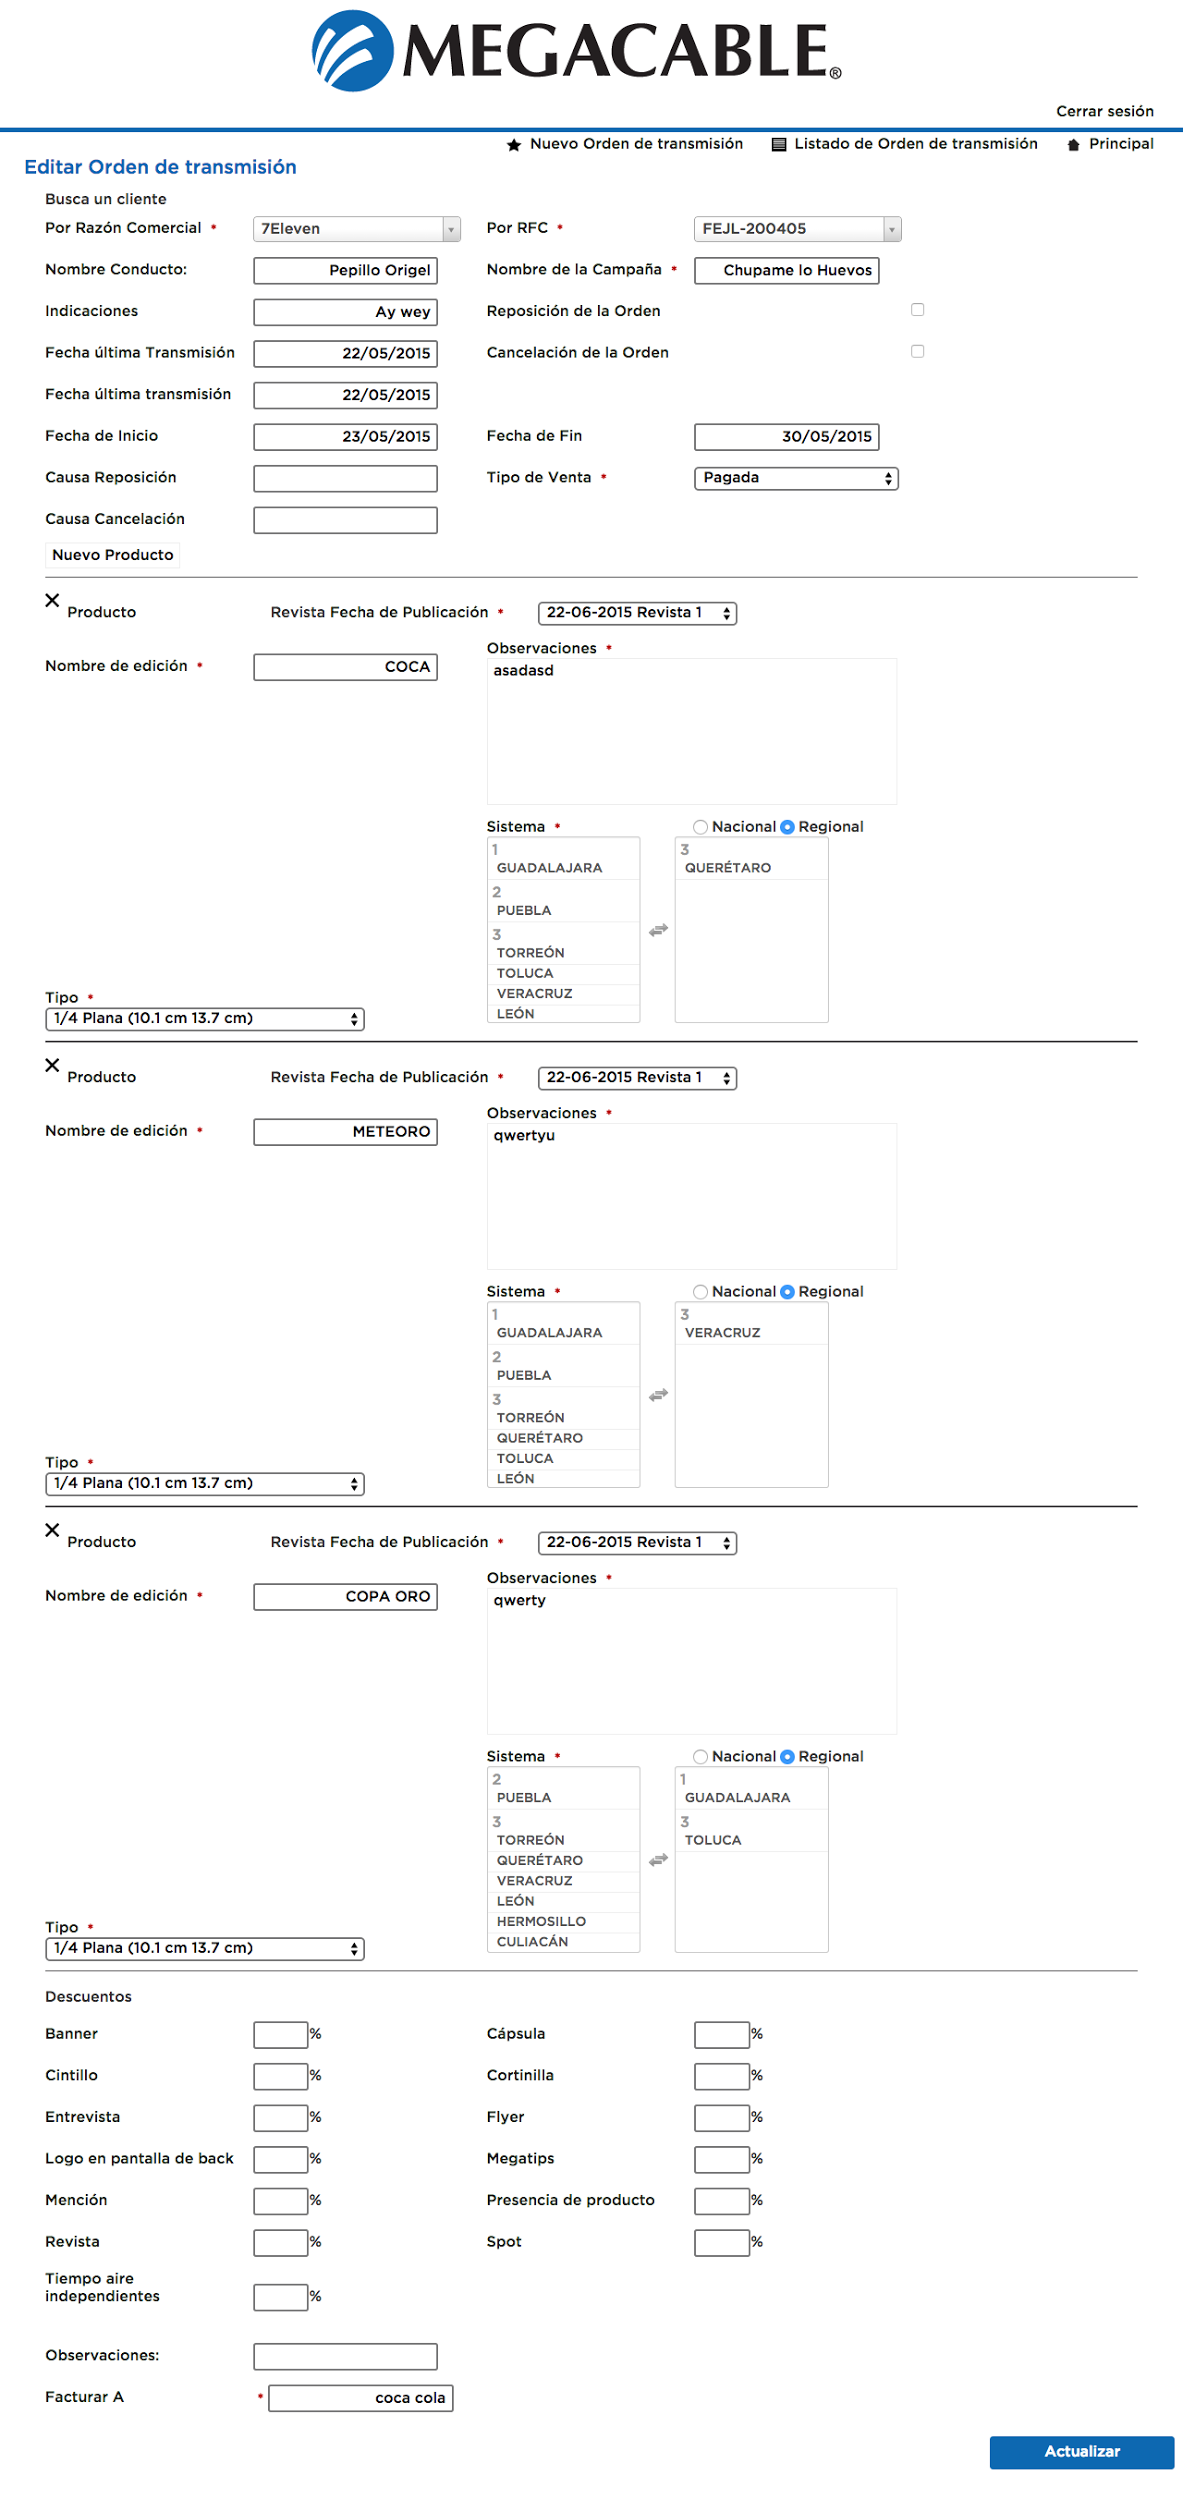 MEGACABLE®
Cerrar sesión
Nuevo Orden de transmisión Listado de Orden de transmisión Principal
Editar Orden de transmisión
Busca un cliente
Por Razón Comercial * 7Eleven Por RFC * FEJL-200405
Nombre Conducto: Pepillo Origel Nombre de la Campaña * Chupame lo Huevos
Indicaciones Ay wey Reposición de la Orden
Fecha última Transmisión 22/05/2015 Cancelación de la Orden
Fecha última transmisión 22/05/2015
Fecha de Inicio 23/05/2015 Fecha de Fin 30/05/2015
Causa Reposición Tipo de Venta * Pagada
Causa Cancelación
Nuevo Producto
Producto Revista Fecha de Publicación * 22-06-2015 Revista 1
Observaciones *
Nombre de edición * COCA asadasd
Sistema * Nacional Regional
1 3
GUADALAJARA QUERÉTARO
2
PUEBLA
3
TORREÓN
TOLUCA
VERACRUZ
Tipo * LEÓN
1/4 Plana (10.1 cm 13.7 cm)
Producto Revista Fecha de Publicación * 22-06-2015 Revista 1
Observaciones *
Nombre de edición * METEORO qwertyu
Sistema * Nacional Regional
1 3
GUADALAJARA VERACRUZ
2
PUEBLA
3
TORREÓN
QUERÉTARO
TOLUCA
Tipo * LEÓN
1/4 Plana (10.1 cm 13.7 cm)
Producto Revista Fecha de Publicación * 22-06-2015 Revista 1
Observaciones *
Nombre de edición * COPA ORO qwerty
Sistema * Nacional Regional
2 1
PUEBLA GUADALAJARA
3 3
TORREÓN TOLUCA
QUERÉTARO
VERACRUZ
LEÓN
HERMOSILLO
Tipo * CULIACÁN
1/4 Plana (10.1 cm 13.7 cm)
Descuentos
Banner % Cápsula %
Cintillo % Cortinilla %
Entrevista % Flyer %
Logo en pantalla de back % Megatips %
Mención % Presencia de producto %
Revista % Spot %
Tiempo aire
independientes %
Observaciones:
Facturar A * coca cola
Actualizar